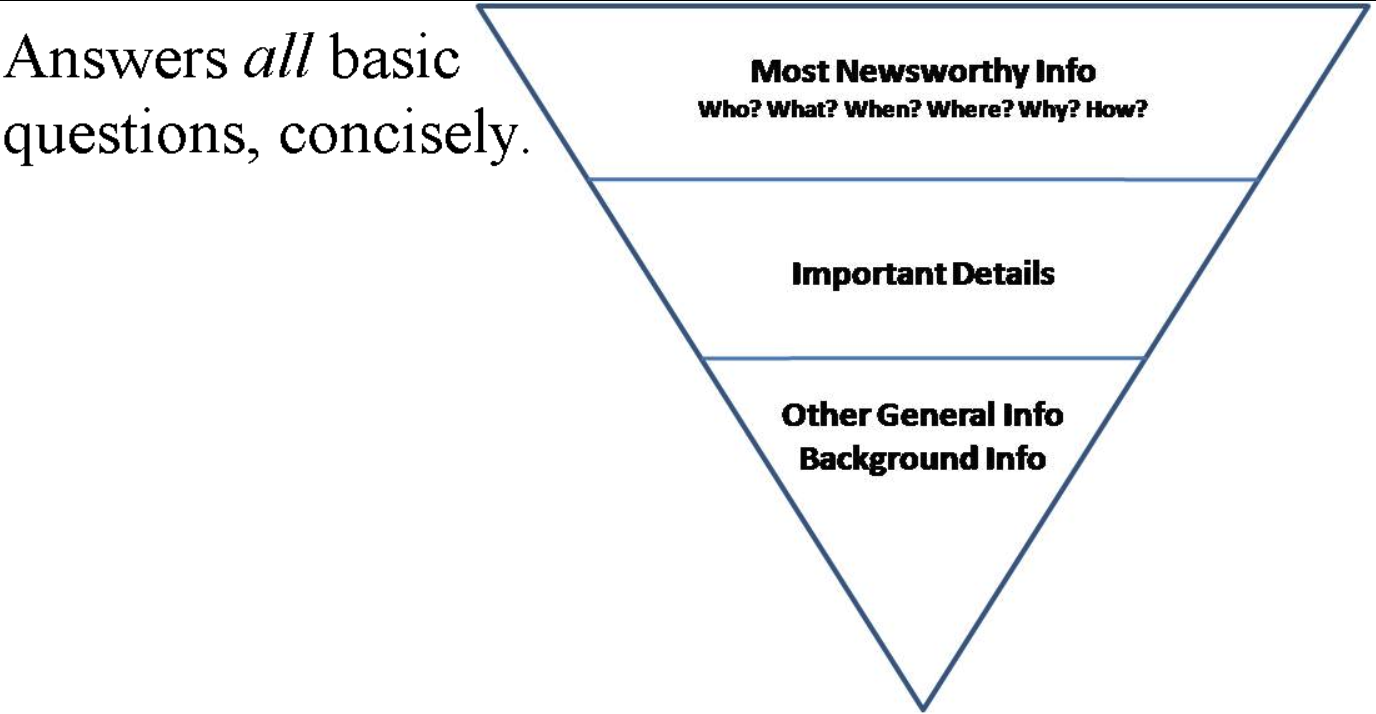 Answers all basic
questions, concisely.
Most Newsworthy Info
Who? What? When? Where? Why? How?
Important Details
Other General Info
Background Info